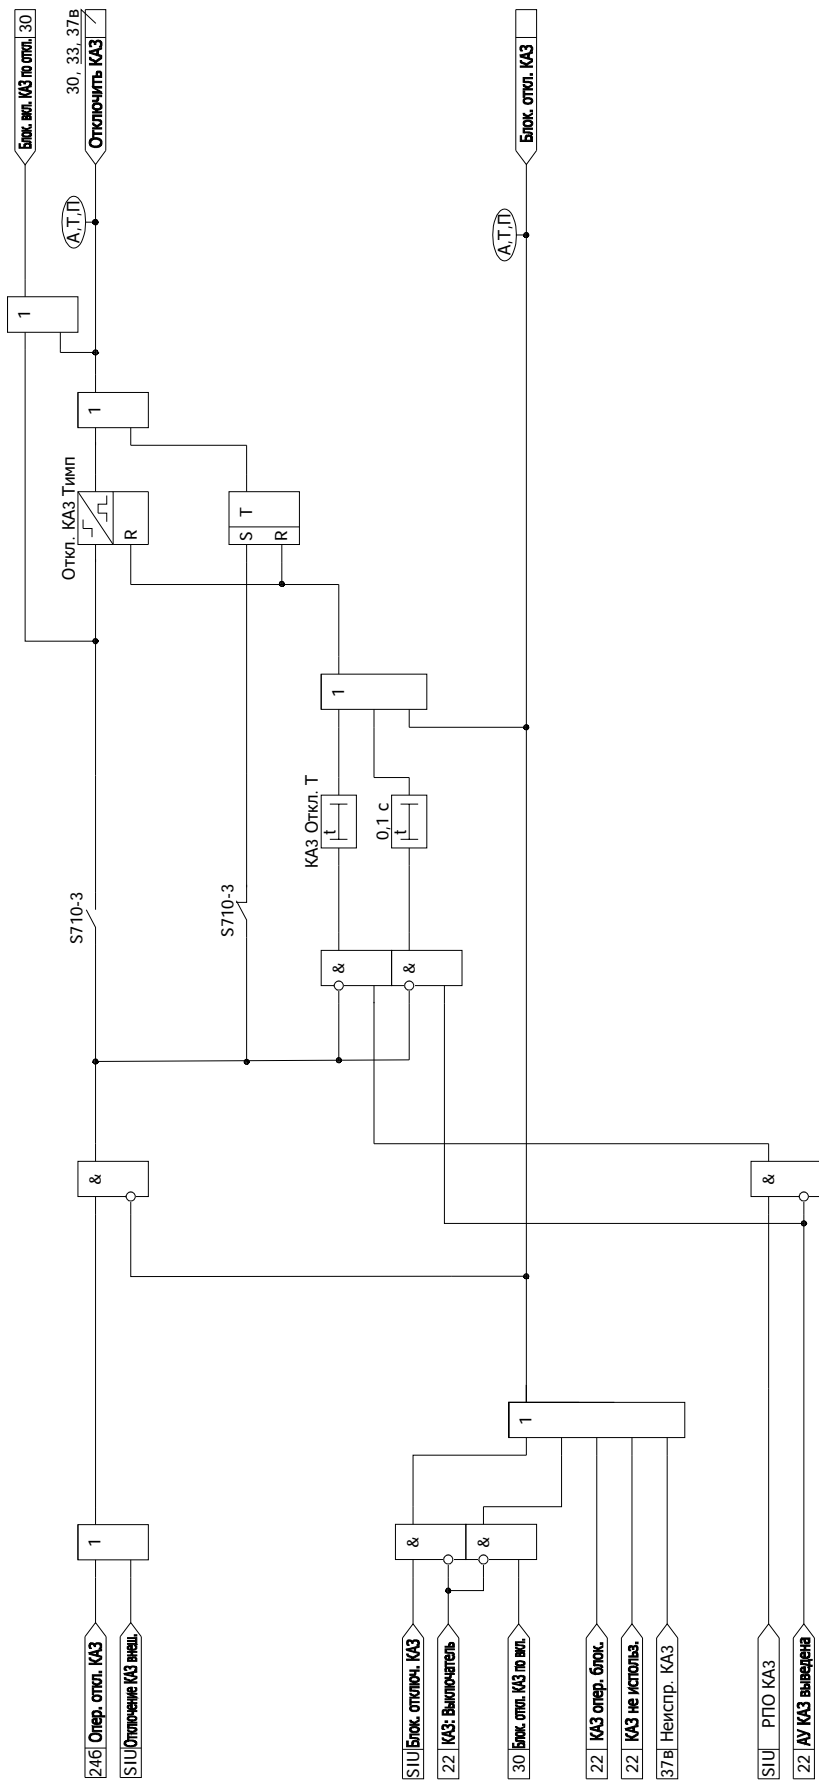 24б Опер. откл. КАЗ
SIU Отключение КАЗ внеш.
SIU Блок. отключ. КАЗ
22 КАЗ: Выключатель
30 Блок. откл. КАЗ по вкл.
22 КАЗ опер. блок.
22 КАЗ не использ.
37в Неиспр. КАЗ
SIU РПО КАЗ
22 АУ КАЗ выведена
1
&
&
1
&
&
S710-3
S710-3
&
&
КАЗ Откл. Т
t
0,1 с
t
1
Откл. КАЗ Тимп
R
S T
R
1
1
А,Т,П
А,Т,П
Блок. вкл. КАЗ по откл. 30
30, 33, 37в
Отключить КАЗ
Блок. откл. КАЗ